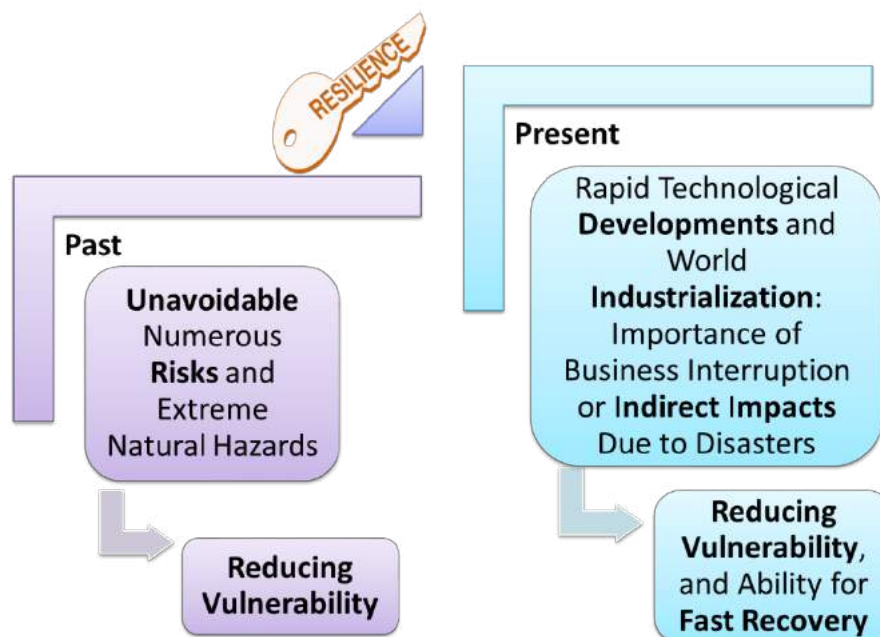 RESILIENCE
Past
Unavoidable
Numerous
Risks and
Extreme
Natural Hazards
Reducing
Vulnerability
Present
Rapid Technological
Developments and
World
Industrialization:
Importance of
Business Interruption
or Indirect Impacts
Due to Disasters
Reducing
Vulnerability,
and Ability for
Fast Recovery